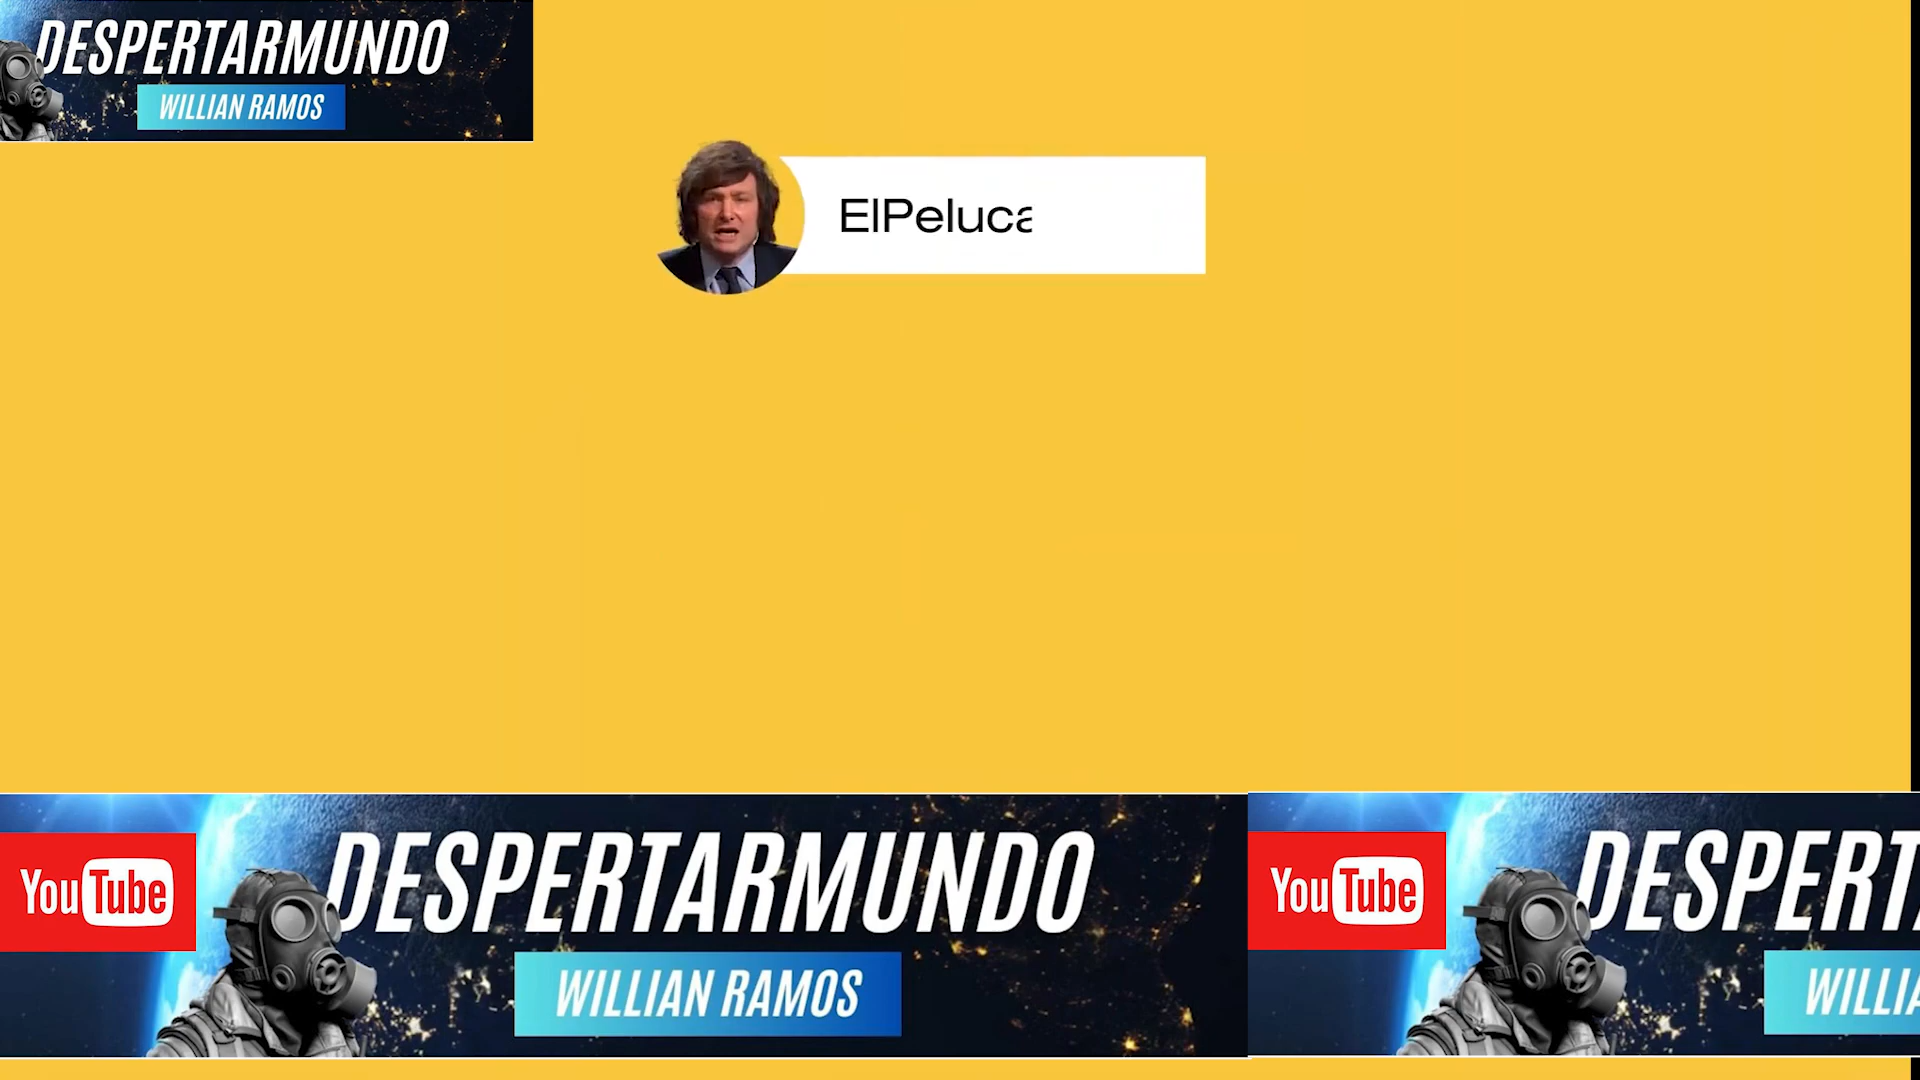 DESPERTARMUNDO
WILLIAN RAMOS
ElPeluca
YouTube
DESPERTARMUNDO
WILLIAN RAMOS
YouTube
DESPERT
WILLI